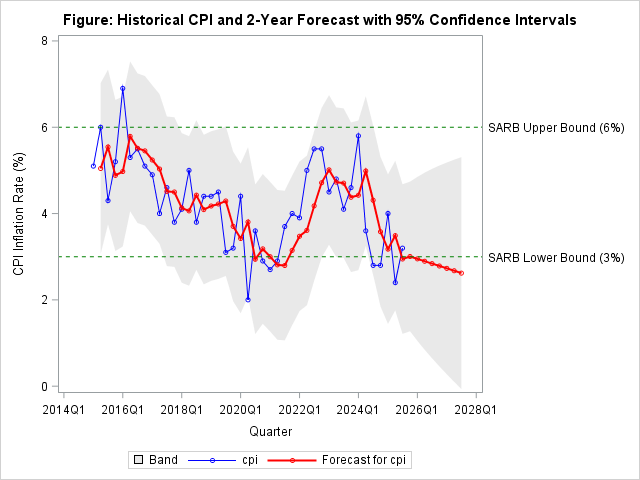 Figure: Historical CPI and 2-Year Forecast with 95% Confidence Intervals
8
6
4
2
0
CPI Inflation Rate (%)
SARB Upper Bound (6%)
SARB Lower Bound (3%)
2014Q1 2016Q1 2018Q1 2020Q1 2022Q1 2024Q1 2026Q1 2028Q1
Quarter
Band cpi Forecast for cpi